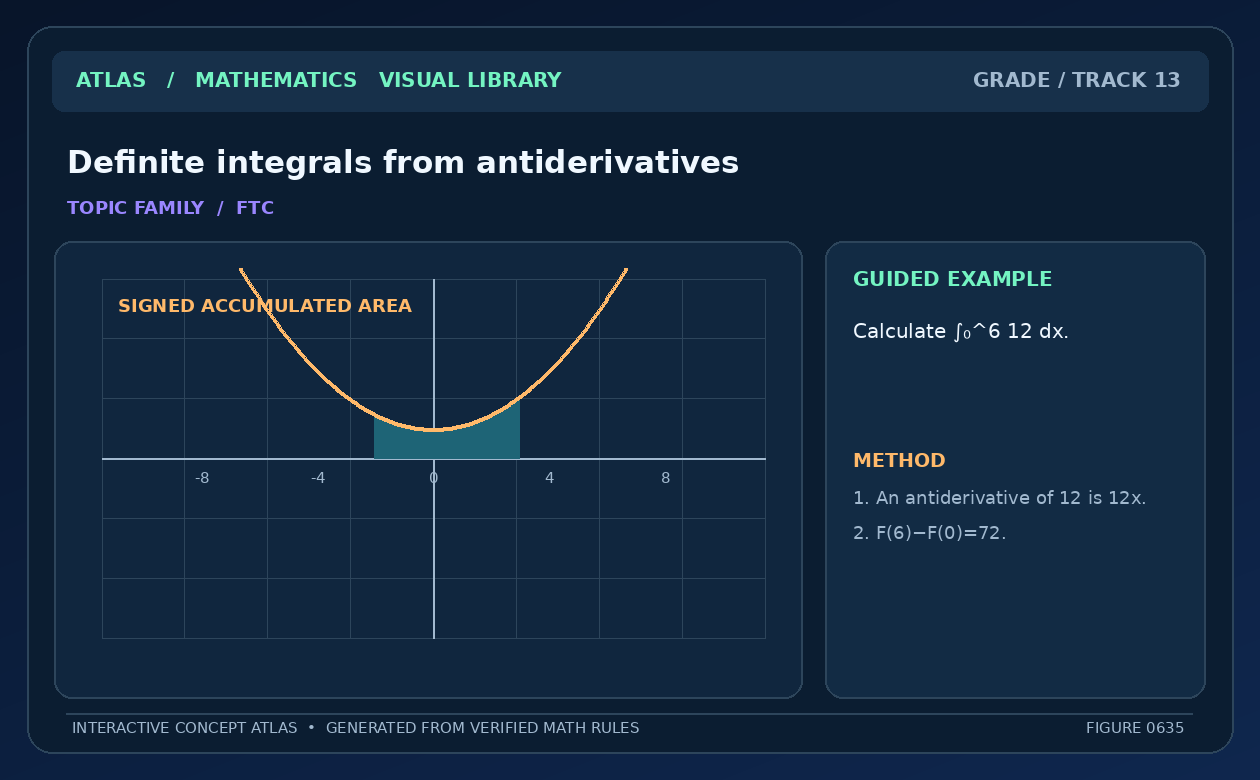 ATLAS / MATHEMATICS VISUAL LIBRARY
GRADE / TRACK 13
Definite integrals from antiderivatives
TOPIC FAMILY / FTC
SIGNED ACCUMULATED AREA
-8 -4 0 4 8
GUIDED EXAMPLE
Calculate ∫₀^6 12 dx.
METHOD
1. An antiderivative of 12 is 12x.
2. F(6)−F(0)=72.
INTERACTIVE CONCEPT ATLAS • GENERATED FROM VERIFIED MATH RULES
FIGURE 0635